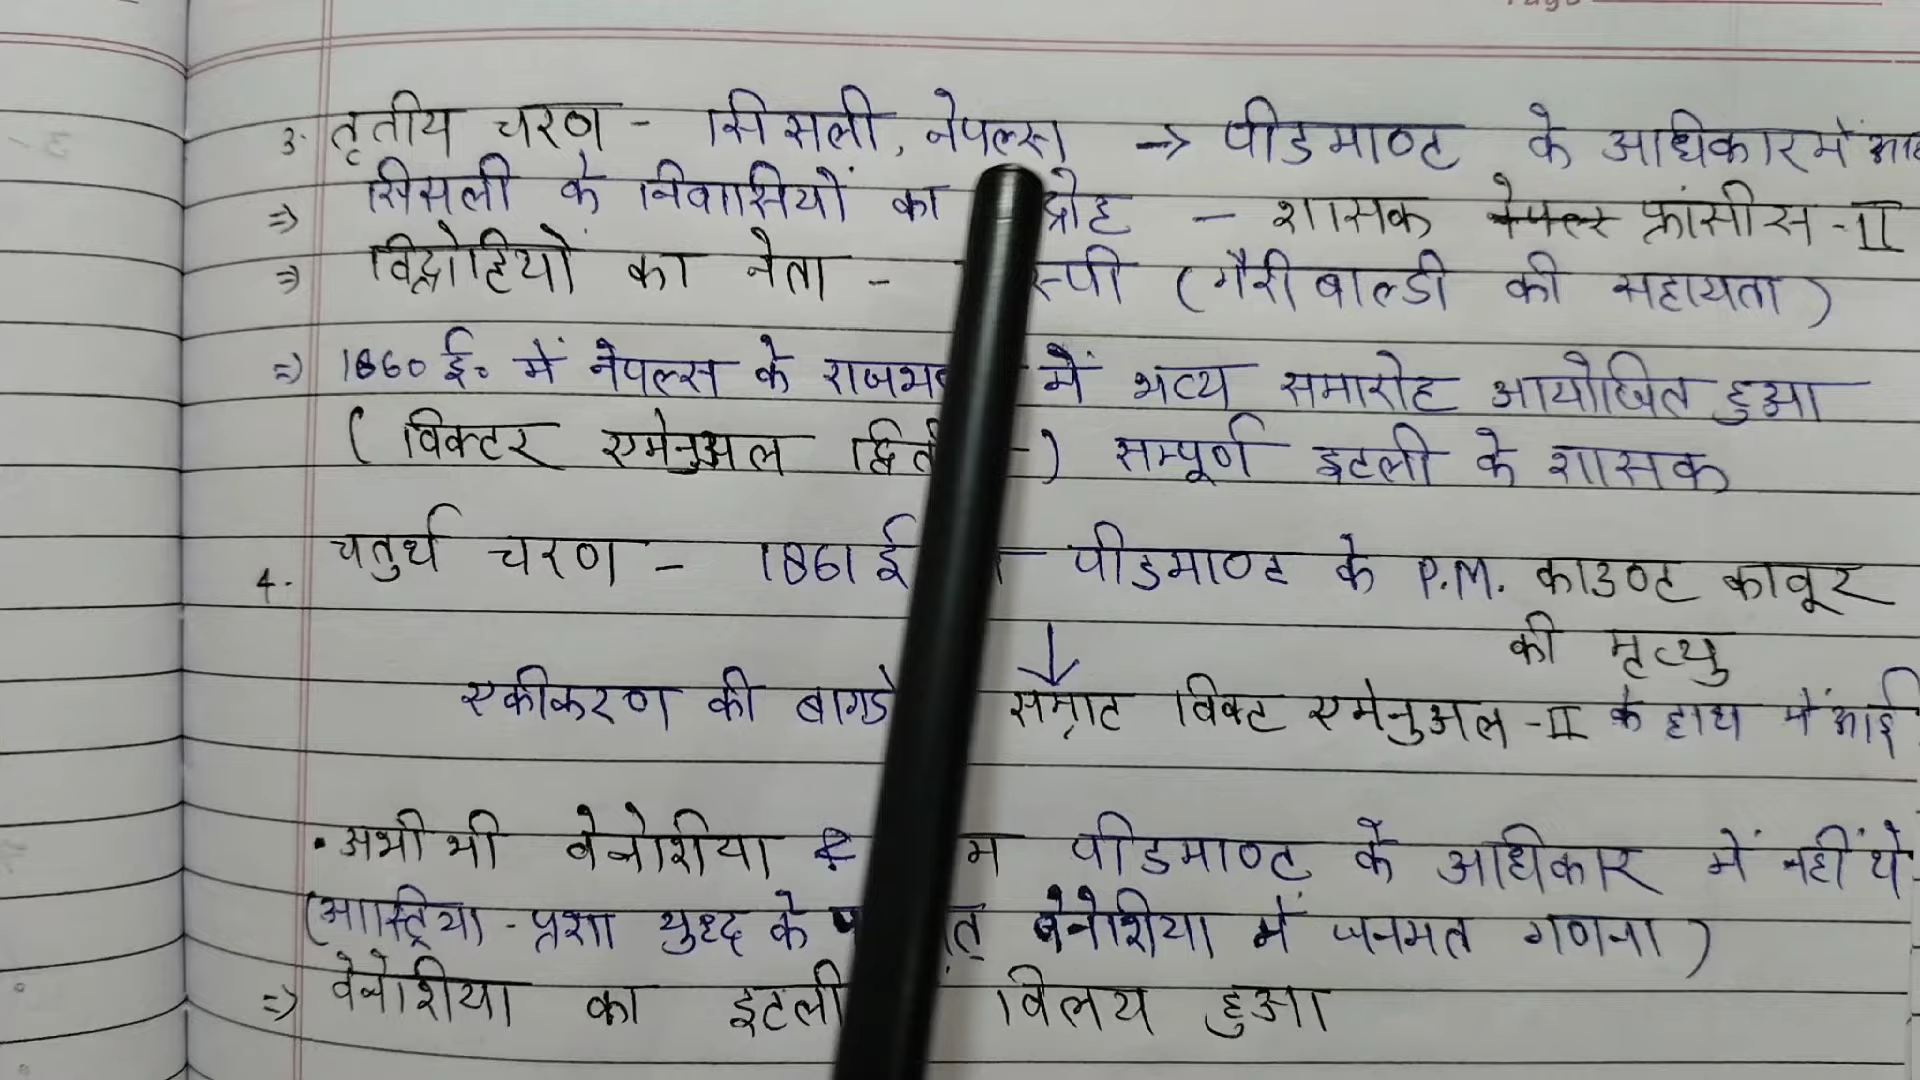 3. तृतीय चरण - सिसली, नेपल्स → पीडमाण्ट के अधिकार में
⇒ सिसली के निवासियों का द्रोह - शासक फ्रांसीस-II
⇒ विद्रोहियों का नेता - स्पी (गैरीबाल्डी की सहायता)
⇒ 1860 ई० में नेपल्स के राजभ में भव्य समारोह आयोजित हुआ
(विक्टर एमेनुअल द्विती) सम्पूर्ण इटली के शासक
4. चतुर्थ चरण - 1861 ई - पीडमाण्ट के P.M. काउण्ट कावूर
की मृत्यु
↓
एकीकरण की बागडो सम्राट विक्ट एमेनुअल-II के हाथ में आई
• अभी भी वेनेशिया म पीडमाण्ट के अधिकार में नहीं थे
(आस्ट्रिया-प्रशा युध्द के त् वेनेशिया में जनमत गणना)
⇒ वेनेशिया का इटली विलय हुआ